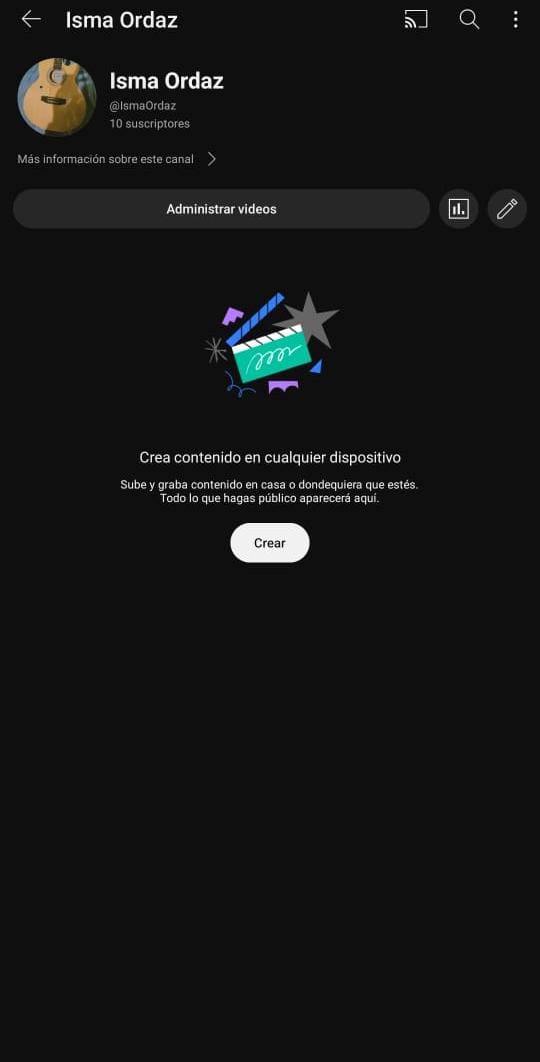 Isma Ordaz
Isma Ordaz
@IsmaOrdaz
10 suscriptores
Más información sobre este canal
Administrar videos
Crea contenido en cualquier dispositivo
Sube y graba contenido en casa o dondequiera que estés.
Todo lo que hagas público aparecerá aquí.
Crear